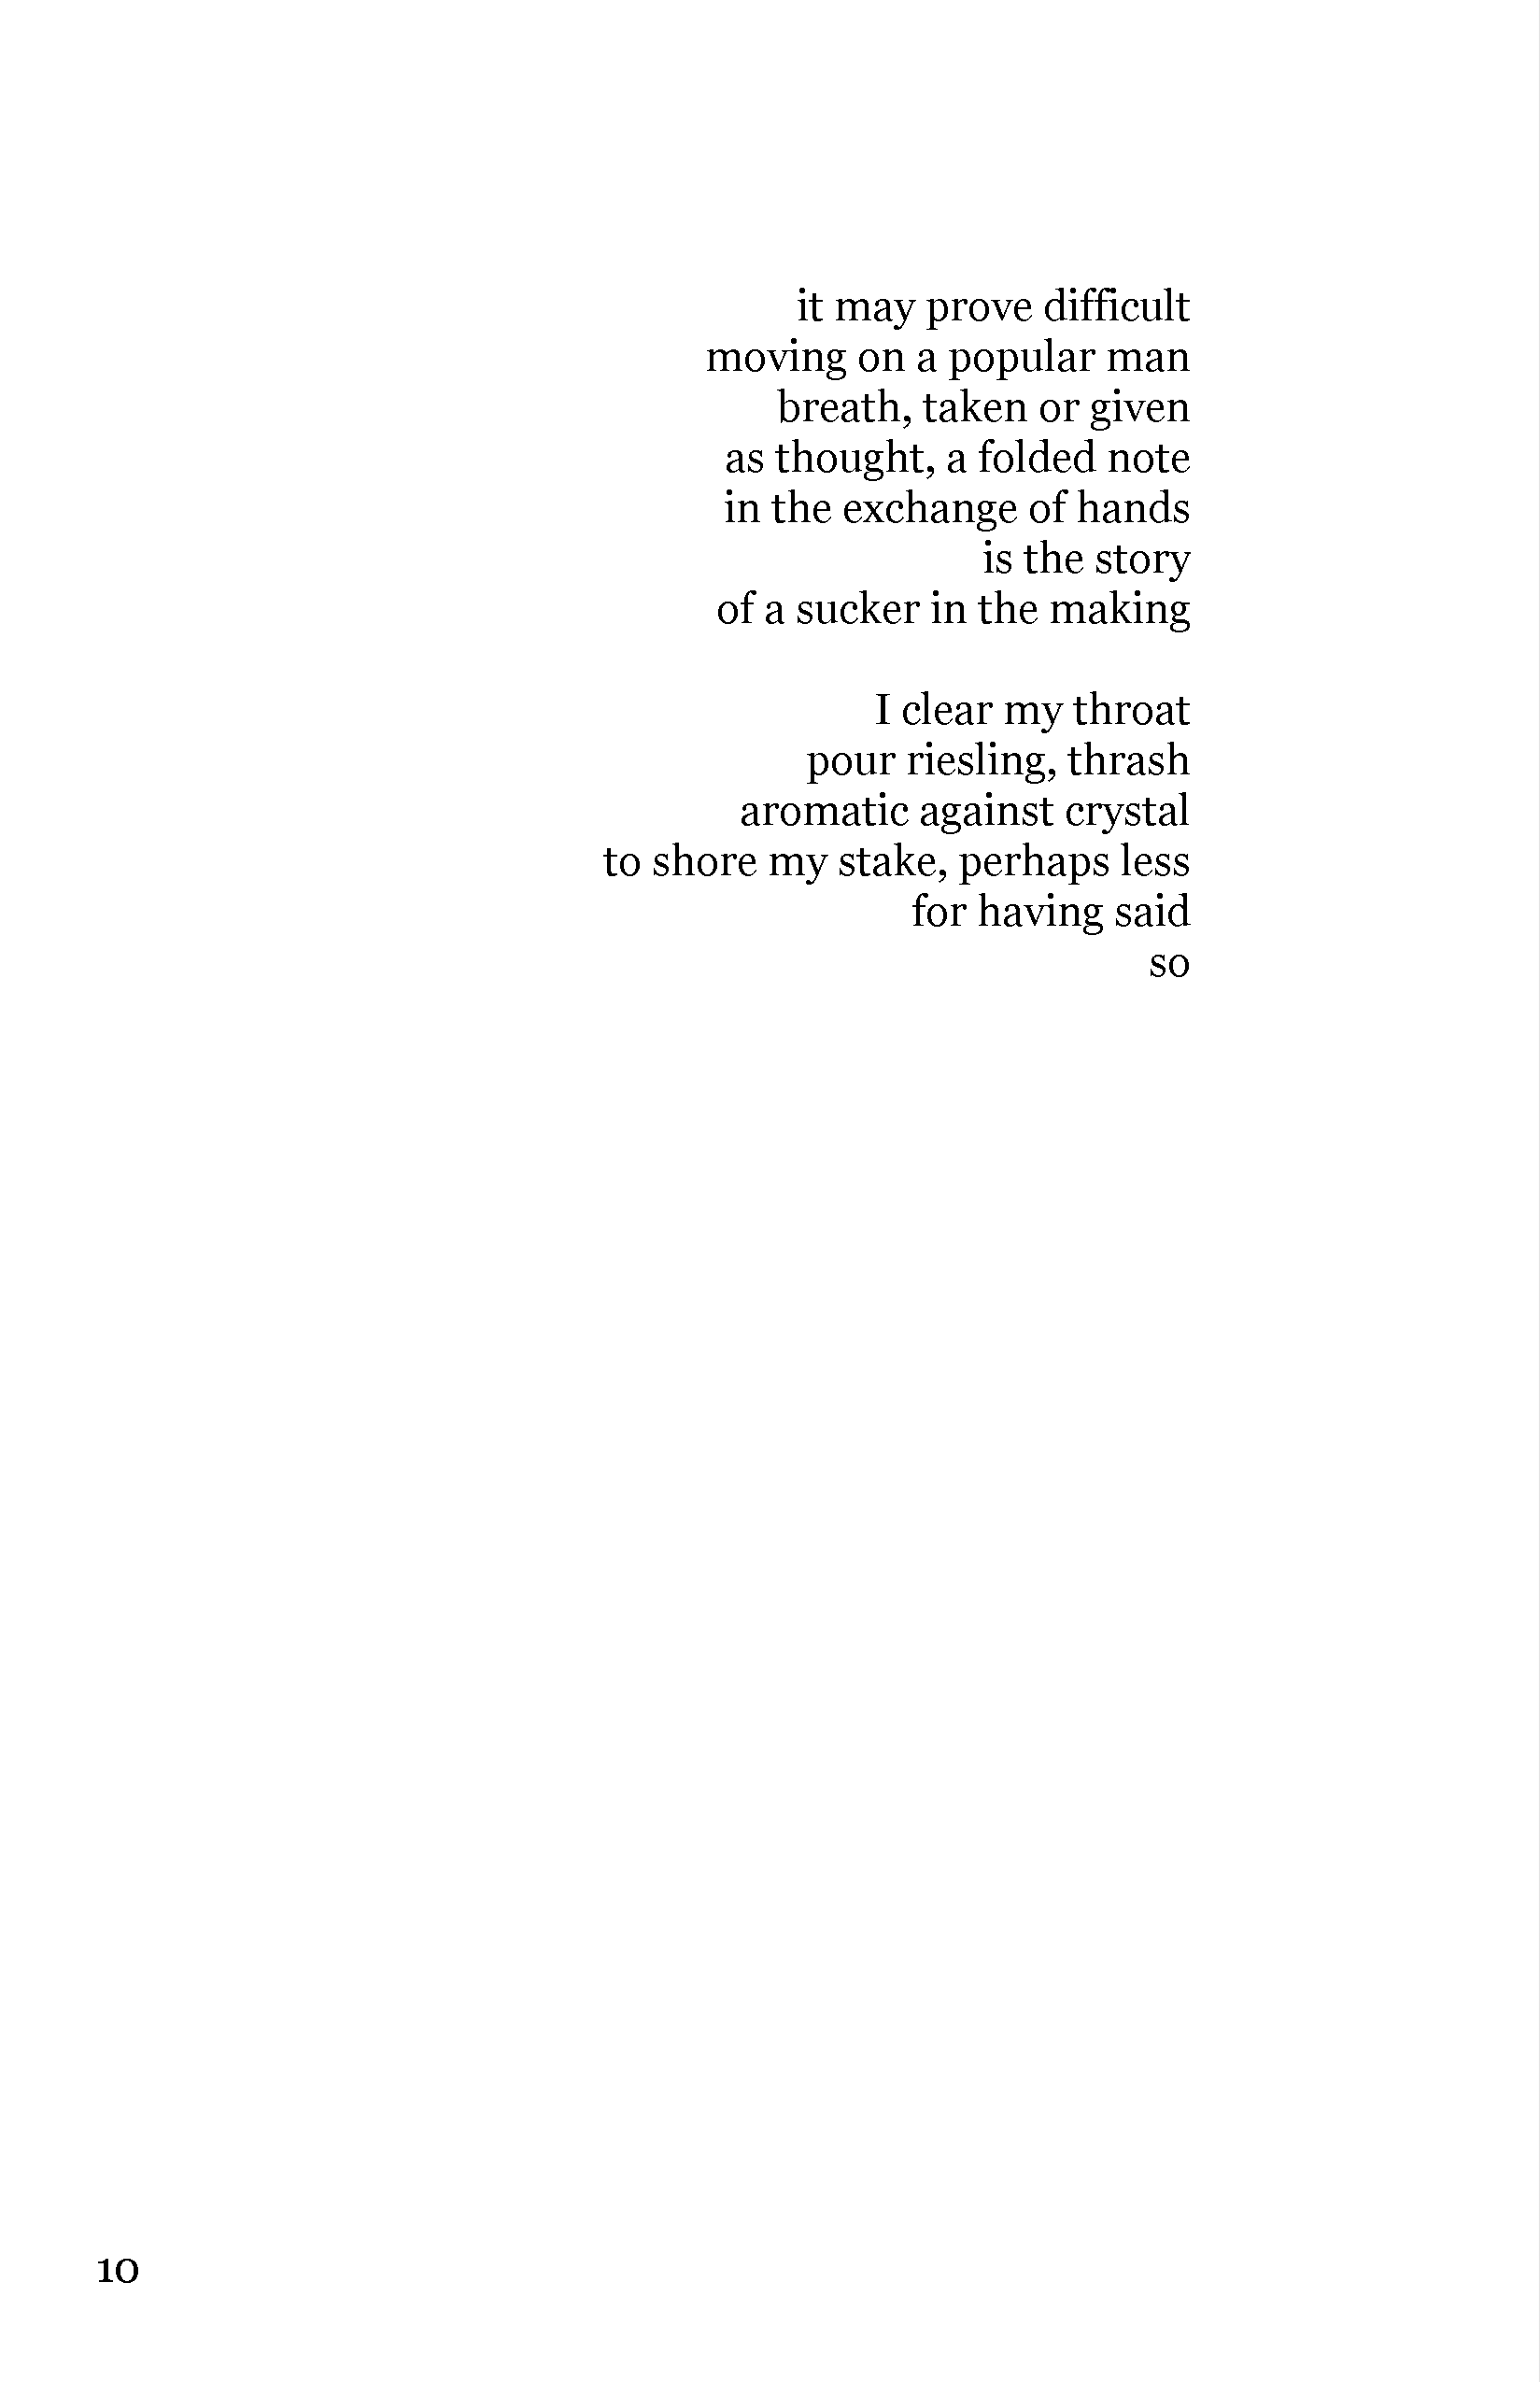 it may prove difficult
moving on a popular man
breath, taken or given
as thought, a folded note
in the exchange of hands
is the story
of a sucker in the making
I clear my throat
pour riesling, thrash
aromatic against crystal
to shore my stake, perhaps less
for having said
so
10